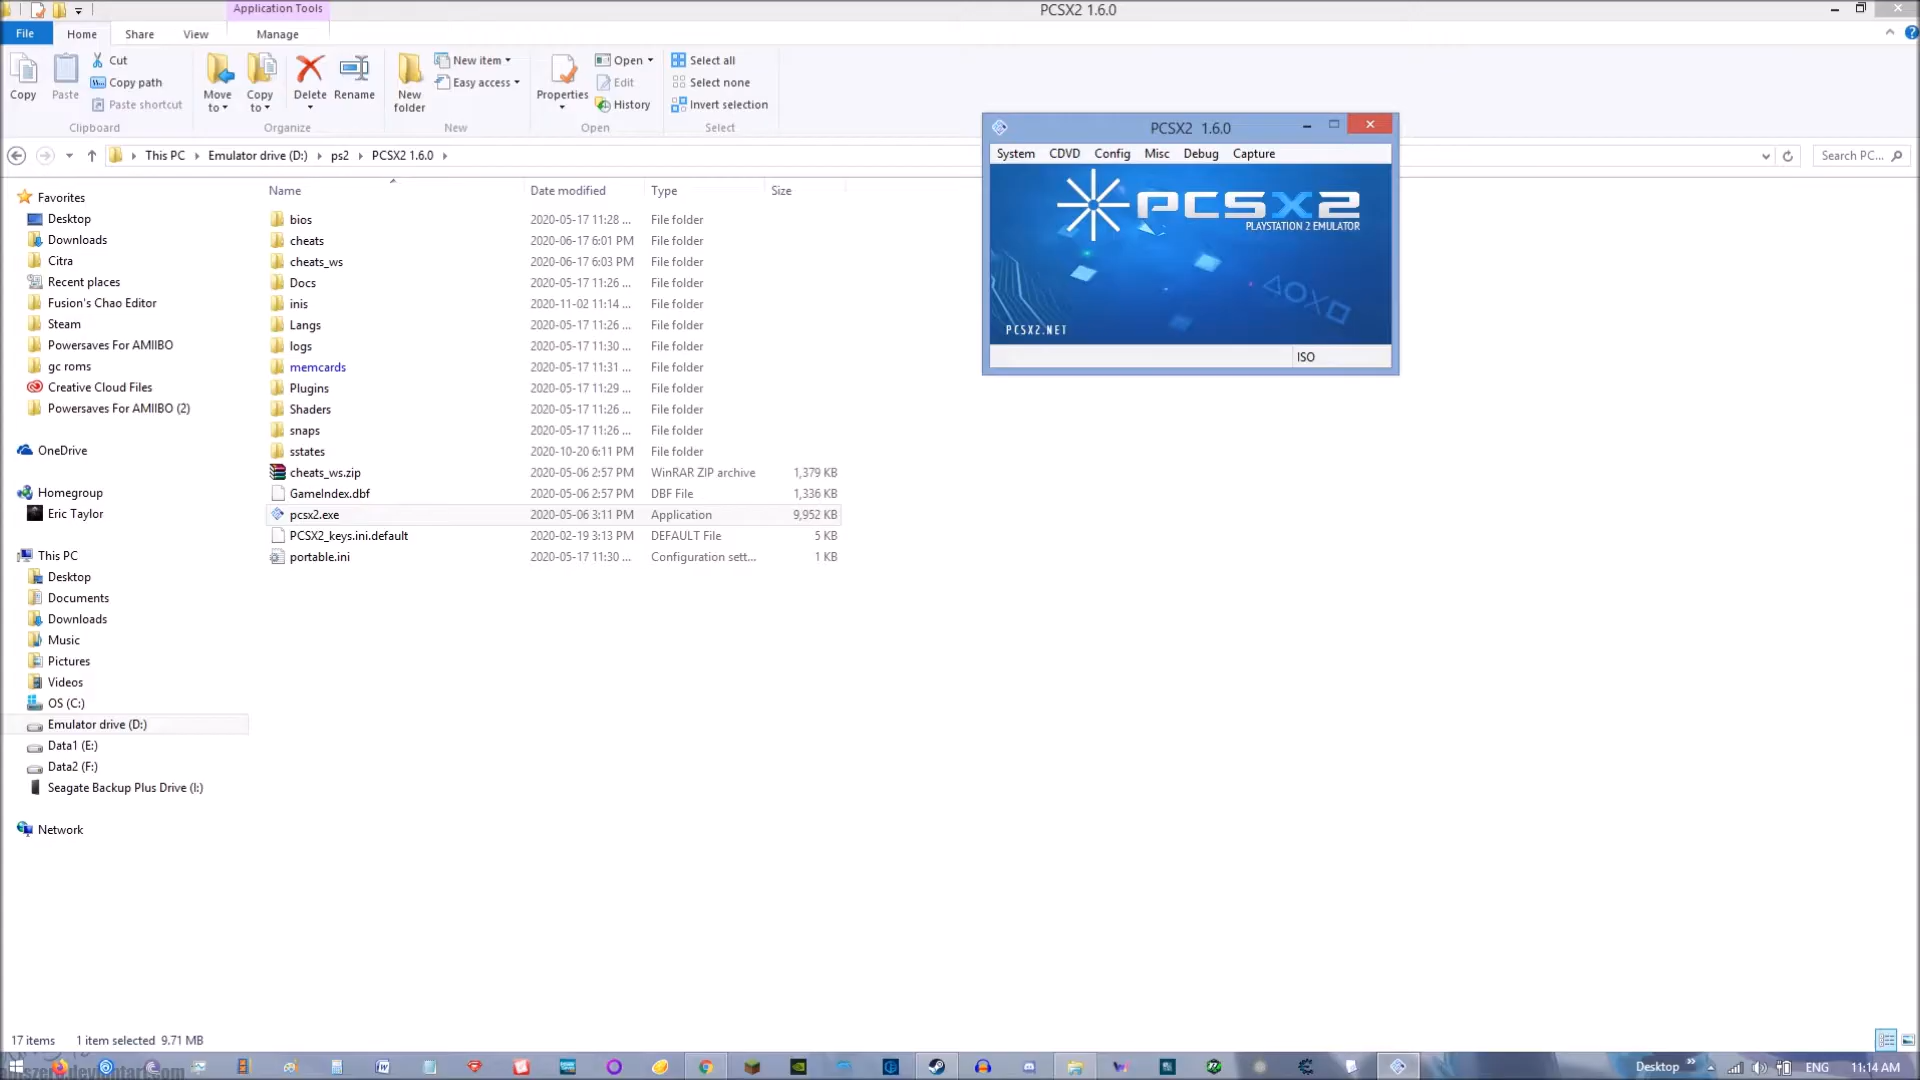 Application Tools
PCSX2 1.6.0
File
Home
Share
View
Manage
Copy
Paste
Cut
Copy path
Paste shortcut
Clipboard
Move to
Copy to
Delete
Rename
Organize
New folder
New item
Easy access
New
Properties
Open
Edit
History
Open
Select all
Select none
Invert selection
Select
This PC
Emulator drive (D:)
ps2
PCSX2 1.6.0
Search PC...
Favorites
Desktop
Downloads
Citra
Recent places
Fusion's Chao Editor
Steam
Powersaves For AMIIBO
gc roms
Creative Cloud Files
Powersaves For AMIIBO (2)
OneDrive
Homegroup
Eric Taylor
This PC
Desktop
Documents
Downloads
Music
Pictures
Videos
OS (C:)
Emulator drive (D:)
Data1 (E:)
Data2 (F:)
Seagate Backup Plus Drive (I:)
Network
Name Date modified Type Size
bios 2020-05-17 11:28 ... File folder
cheats 2020-06-17 6:01 PM File folder
cheats_ws 2020-06-17 6:03 PM File folder
Docs 2020-05-17 11:26 ... File folder
inis 2020-11-02 11:14 ... File folder
Langs 2020-05-17 11:26 ... File folder
logs 2020-05-17 11:30 ... File folder
memcards 2020-05-17 11:31 ... File folder
Plugins 2020-05-17 11:29 ... File folder
Shaders 2020-05-17 11:26 ... File folder
snaps 2020-05-17 11:26 ... File folder
sstates 2020-10-20 6:11 PM File folder
cheats_ws.zip 2020-05-06 2:57 PM WinRAR ZIP archive 1,379 KB
GameIndex.dbf 2020-05-06 2:57 PM DBF File 1,336 KB
pcsx2.exe 2020-05-06 3:11 PM Application 9,952 KB
PCSX2_keys.ini.default 2020-02-19 3:13 PM DEFAULT File 5 KB
portable.ini 2020-05-17 11:30 ... Configuration sett... 1 KB
PCSX2 1.6.0
System
CDVD
Config
Misc
Debug
Capture
PCSX2
PLAYSTATION 2 EMULATOR
PCSX2.NET
ISO
17 items
1 item selected 9.71 MB
Desktop
ENG
11:14 AM